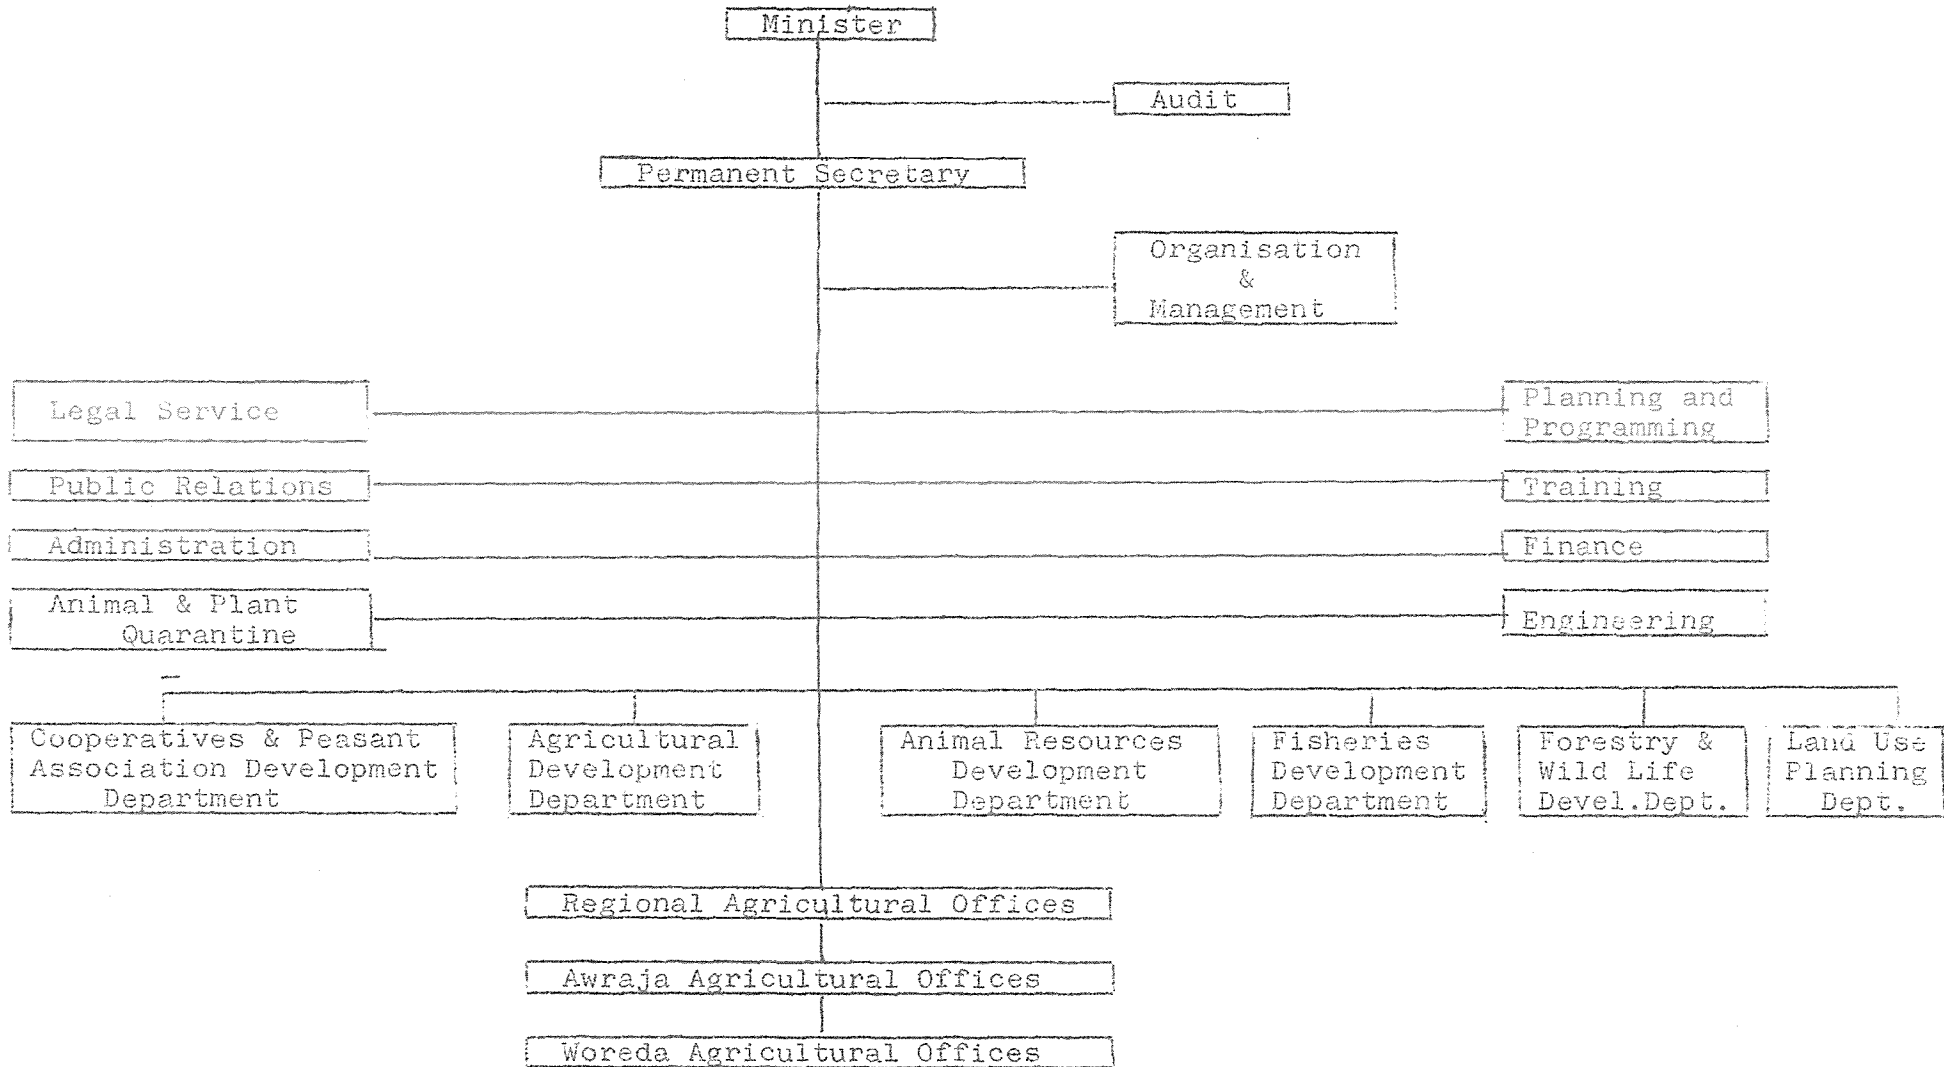 Minister
Audit
Permanent Secretary
Organisation
&
Management
Legal Service
Planning and
Programming
Public Relations
Training
Administration
Finance
Animal & Plant
Quarantine
Engineering
Cooperatives & Peasant
Association Development
Department
Agricultural
Development
Department
Animal Resources
Development
Department
Fisheries
Development
Department
Forestry &
Wild Life
Devel.Dept.
Land Use
Planning
Dept.
Regional Agricultural Offices
Awraja Agricultural Offices
Woreda Agricultural Offices